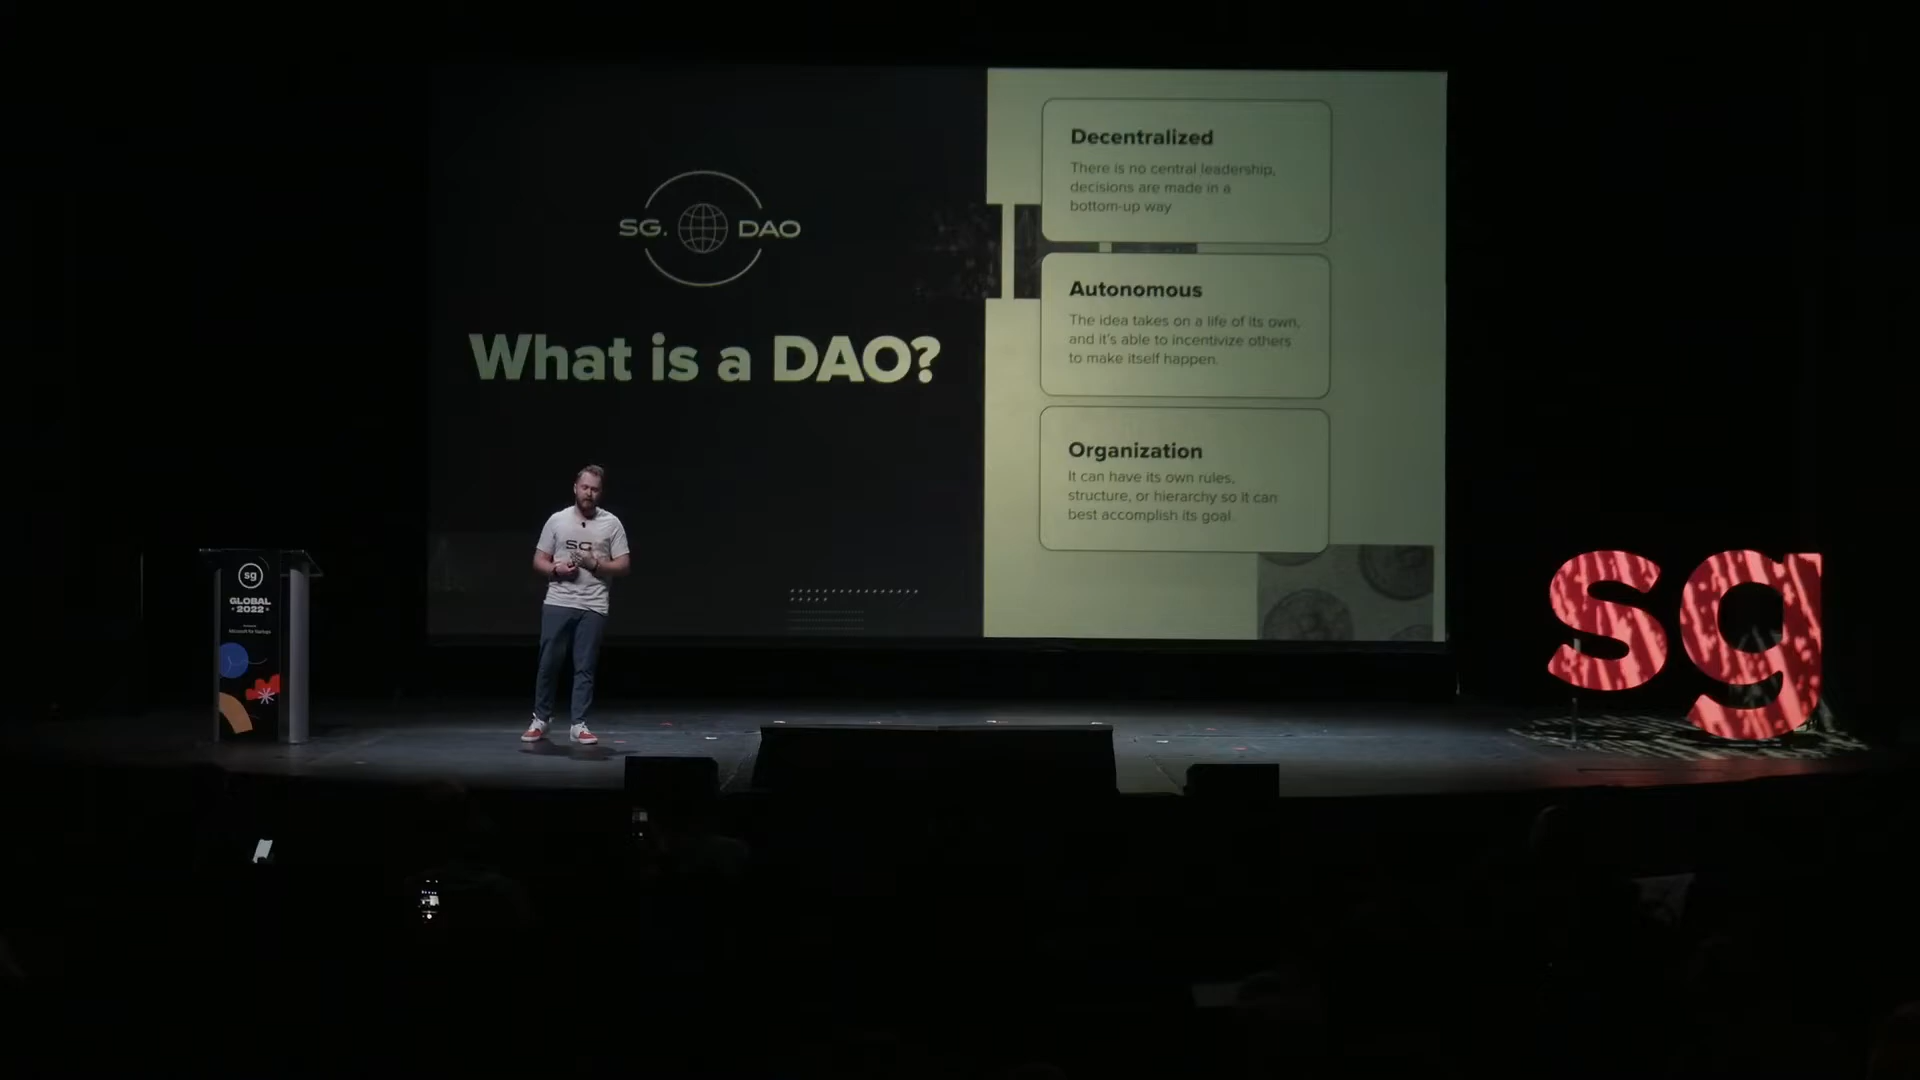 SG. DAO
What is a DAO?
Decentralized
There is no central leadership,
decisions are made in a
bottom-up way
Autonomous
The idea takes on a life of its own,
and it's able to incentivize others
to make itself happen.
Organization
It can have its own rules,
structure, or hierarchy so it can
best accomplish its goal.
SG
sg
GLOBAL
2022
Microsoft for Startups
sg